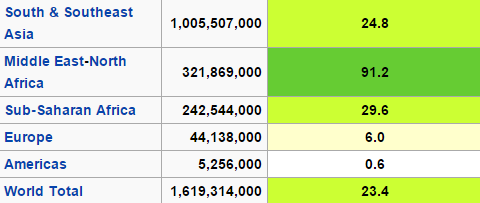 South & Southeast
Asia
1,005,507,000 24.8
Middle East-North
Africa
321,869,000 91.2
Sub-Saharan Africa 242,544,000 29.6
Europe 44,138,000 6.0
Americas 5,256,000 0.6
World Total 1,619,314,000 23.4